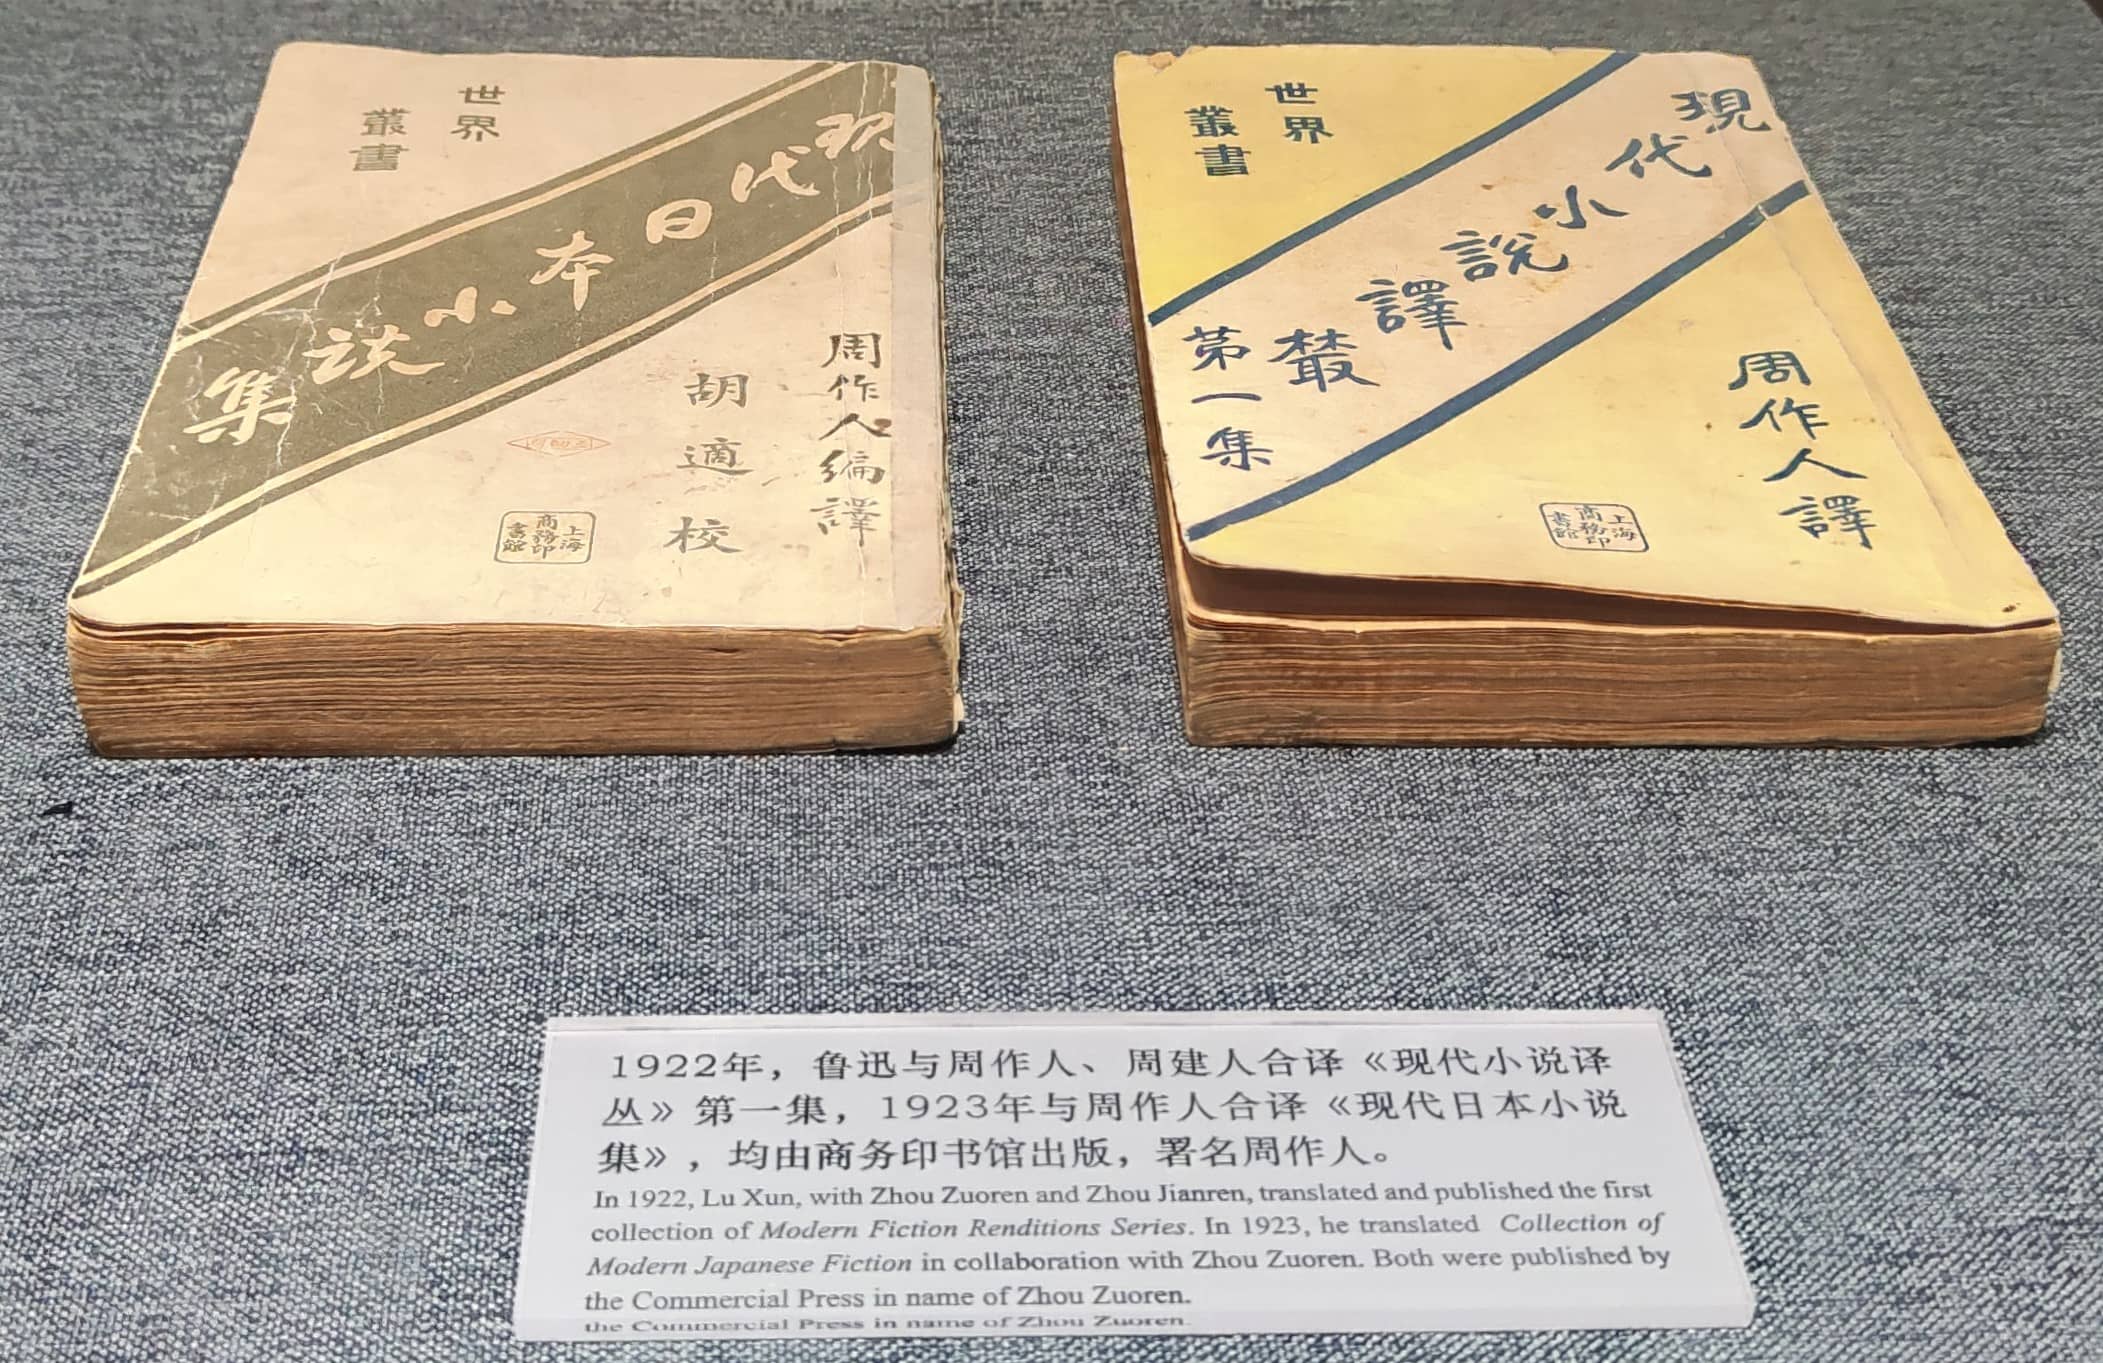 世界
叢書
現代日本小説集
周作人編譯
胡適校
上海
商務印
書館
世界
叢書
現代小説譯叢
第一集
周作人譯
上海
商務印
書館
1922年，鲁迅与周作人、周建人合译《现代小说译
丛》第一集，1923年与周作人合译《现代日本小说
集》，均由商务印书馆出版，署名周作人。
In 1922, Lu Xun, with Zhou Zuoren and Zhou Jianren, translated and published the first
collection of Modern Fiction Renditions Series. In 1923, he translated Collection of
Modern Japanese Fiction in collaboration with Zhou Zuoren. Both were published by
the Commercial Press in name of Zhou Zuoren.
the Commercial Press in name of Zhou Zuoren.